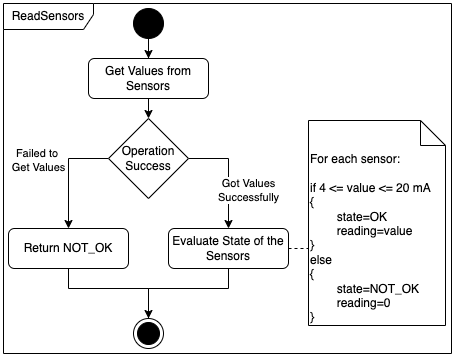 ReadSensors
Get Values from
Sensors
Operation
Success
Failed to
Get Values
Got Values
Successfully
Return NOT_OK
Evaluate State of the
Sensors
For each sensor:
if 4 <= value <= 20 mA
{
state=OK
reading=value
}
else
{
state=NOT_OK
reading=0
}